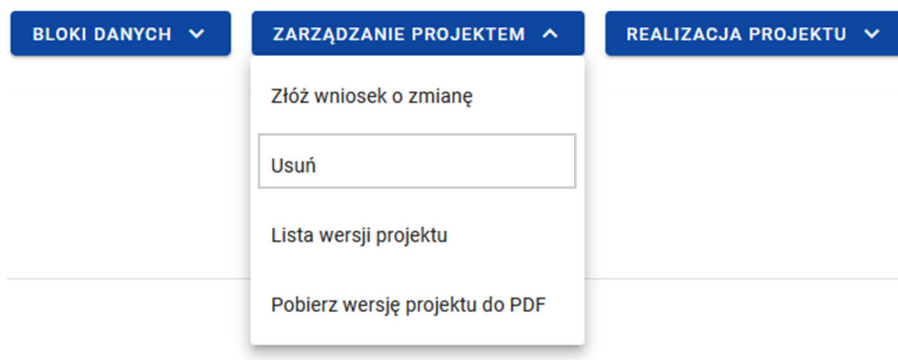 BLOKI DANYCH
ZARZĄDZANIE PROJEKTEM
REALIZACJA PROJEKTU
Złóż wniosek o zmianę
Usuń
Lista wersji projektu
Pobierz wersję projektu do PDF